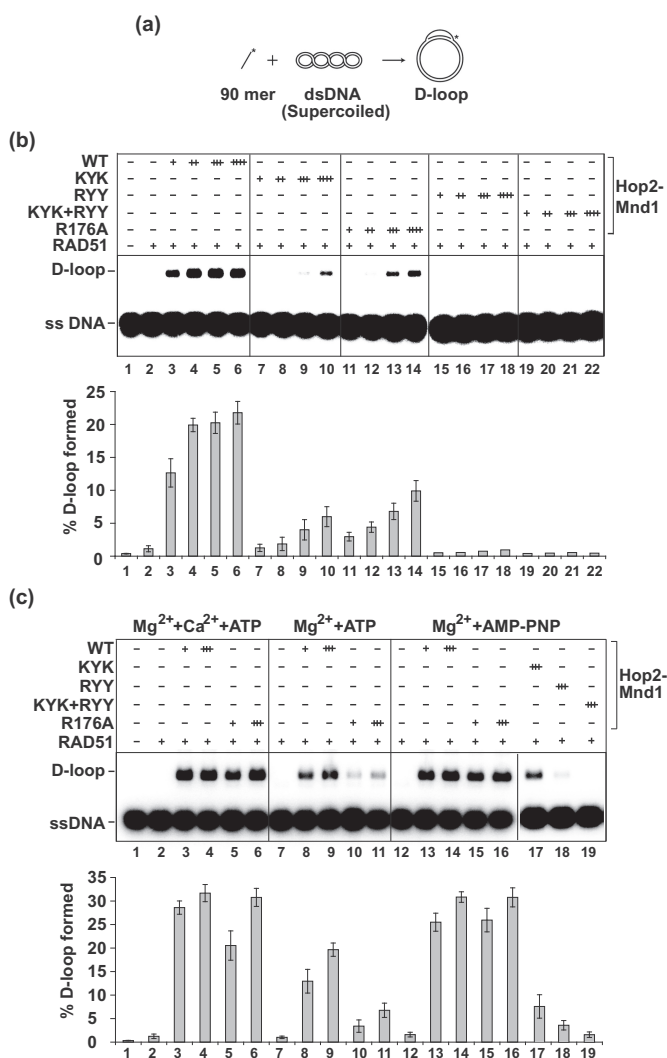 (a)
*
*
+
90 mer
dsDNA
(Supercoiled)
D-loop
(b)
WT – – + ++ +++ ++++ – – – – – – – – – – – – – – – –
KYK – – – – – – + ++ +++ ++++ – – – – – – – – – – – –
RYY – – – – – – – – – – – – – – + ++ +++ ++++ – – – –
KYK+RYY – – – – – – – – – – – – – – – – – – + ++ +++ ++++
R176A – – – – – – – – – – + ++ +++ ++++ – – – – – – – –
RAD51 – + + + + + + + + + + + + + + + + + + + + +
Hop2-
Mnd1
D-loop
ss DNA
1 2 3 4 5 6 7 8 9 10 11 12 13 14 15 16 17 18 19 20 21 22
% D-loop formed
25
20
15
10
5
0
1 2 3 4 5 6 7 8 9 10 11 12 13 14 15 16 17 18 19 20 21 22
(c)
Mg2++Ca2++ATP Mg2++ATP Mg2++AMP-PNP
WT – – + +++ – – – + +++ – – – + +++ – – – – –
KYK – – – – – – – – – – – – – – – – +++ – –
RYY – – – – – – – – – – – – – – – – – +++ –
KYK+RYY – – – – – – – – – – – – – – – – – – +++
R176A – – – – + +++ – – – + +++ – – – + +++ – – –
RAD51 – + + + + + + + + + + + + + + + + + +
Hop2-
Mnd1
D-loop
ssDNA
1 2 3 4 5 6 7 8 9 10 11 12 13 14 15 16 17 18 19
% D-loop formed
35
30
25
20
15
10
5
0
1 2 3 4 5 6 7 8 9 10 11 12 13 14 15 16 17 18 19